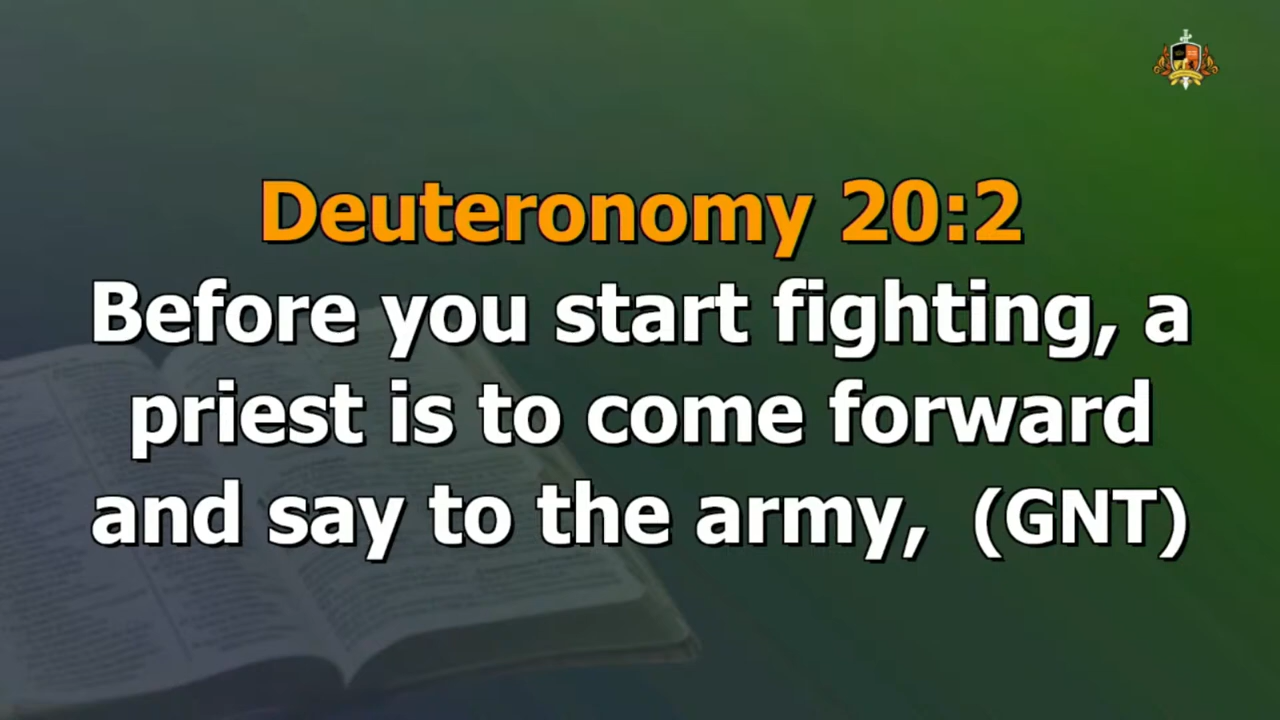 Deuteronomy 20:2
Before you start fighting, a
priest is to come forward
and say to the army,  (GNT)